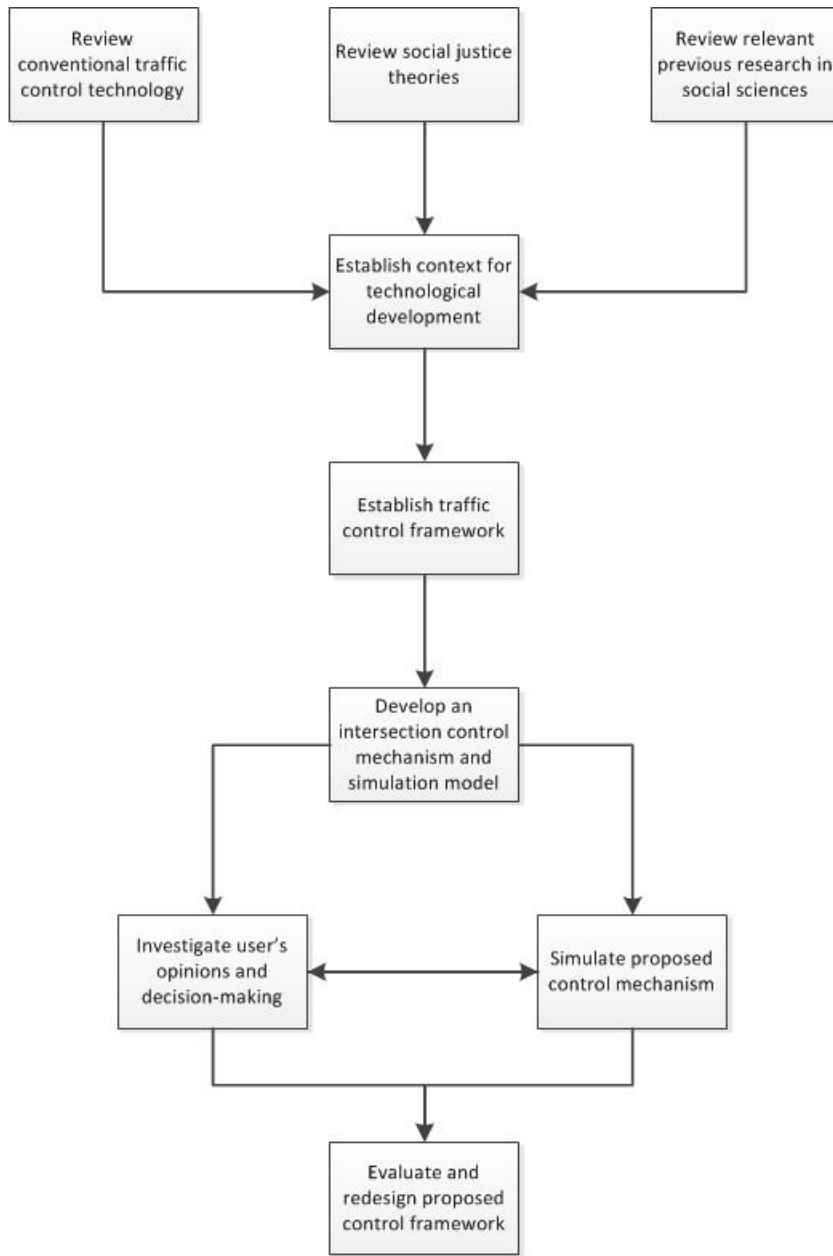 Review
conventional traffic
control technology
Review social justice
theories
Review relevant
previous research in
social sciences
Establish context for
technological
development
Establish traffic
control framework
Develop an
intersection control
mechanism and
simulation model
Investigate user's
opinions and
decision-making
Simulate proposed
control mechanism
Evaluate and
redesign proposed
control framework